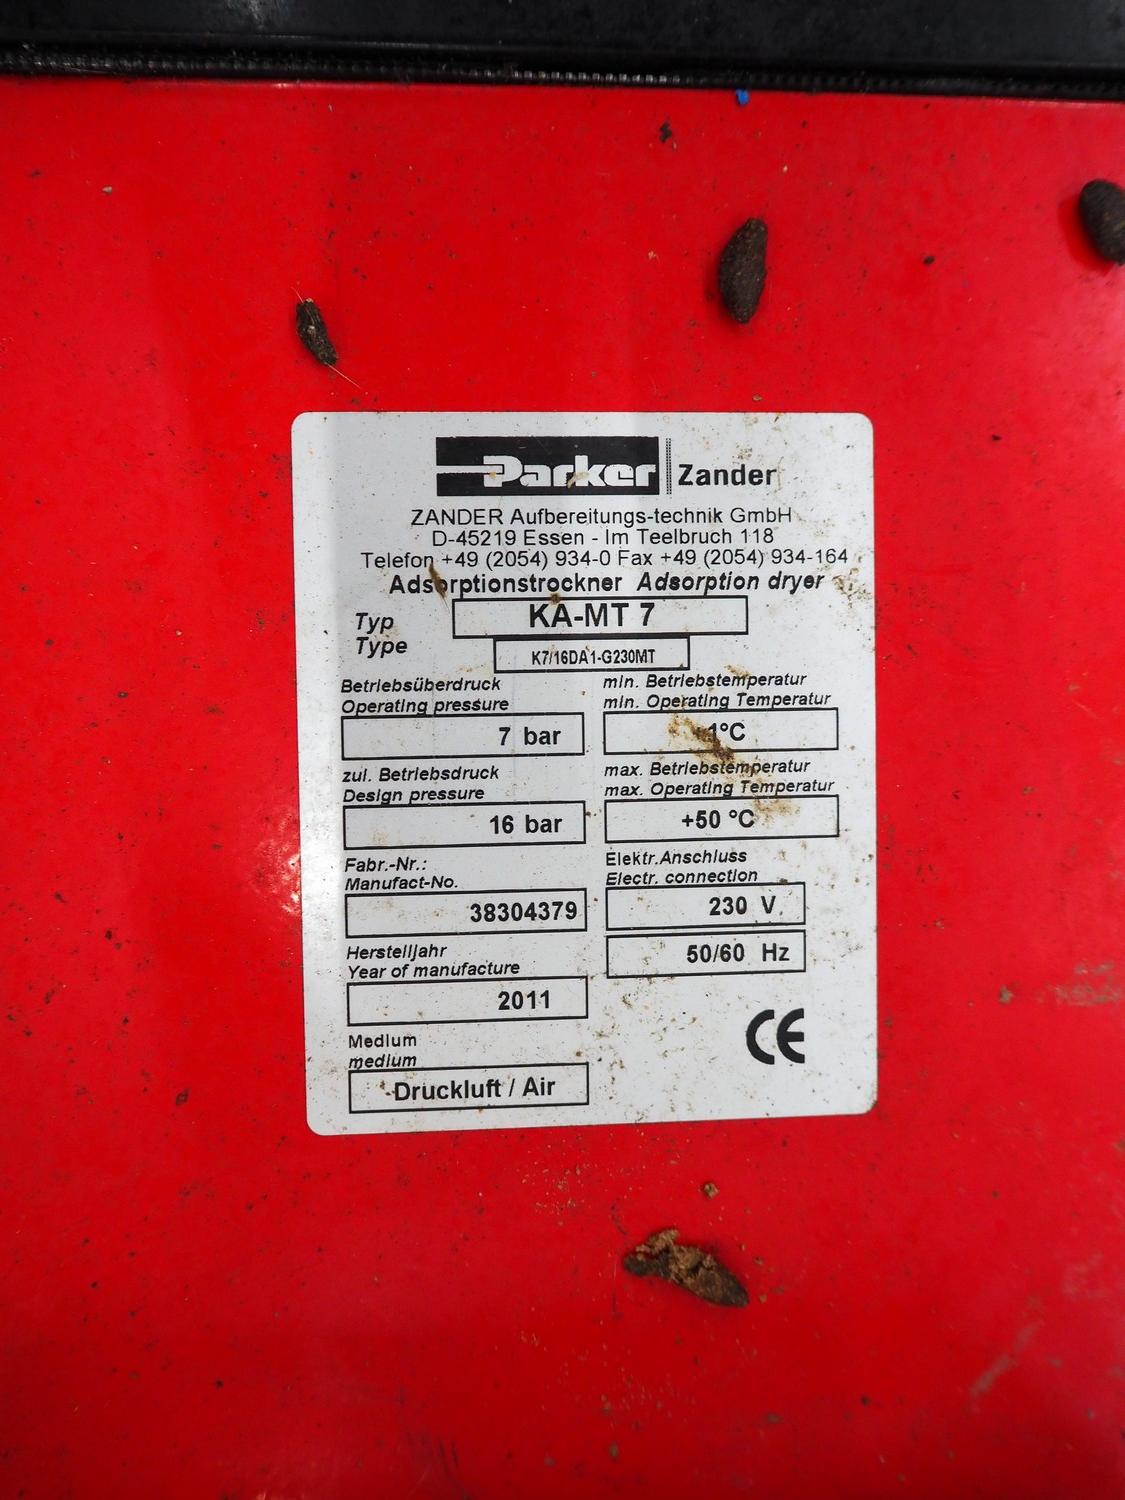 Parker Zander
ZANDER Aufbereitungs-technik GmbH
D-45219 Essen - Im Teelbruch 118
Telefon +49 (2054) 934-0 Fax +49 (2054) 934-164
Adsorptionstrockner Adsorption dryer
Typ
KA-MT 7
Type
K7/16DA1-G230MT
Betriebsüberdruck
Operating pressure
7 bar
min. Betriebstemperatur
min. Operating Temperatur
1°C
zul. Betriebsdruck
Design pressure
16 bar
max. Betriebstemperatur
max. Operating Temperatur
+50 °C
Fabr.-Nr.:
Manufact-No.
38304379
Elektr.Anschluss
Electr. connection
230 V
50/60 Hz
Herstelljahr
Year of manufacture
2011
Medium
medium
Druckluft / Air
CE